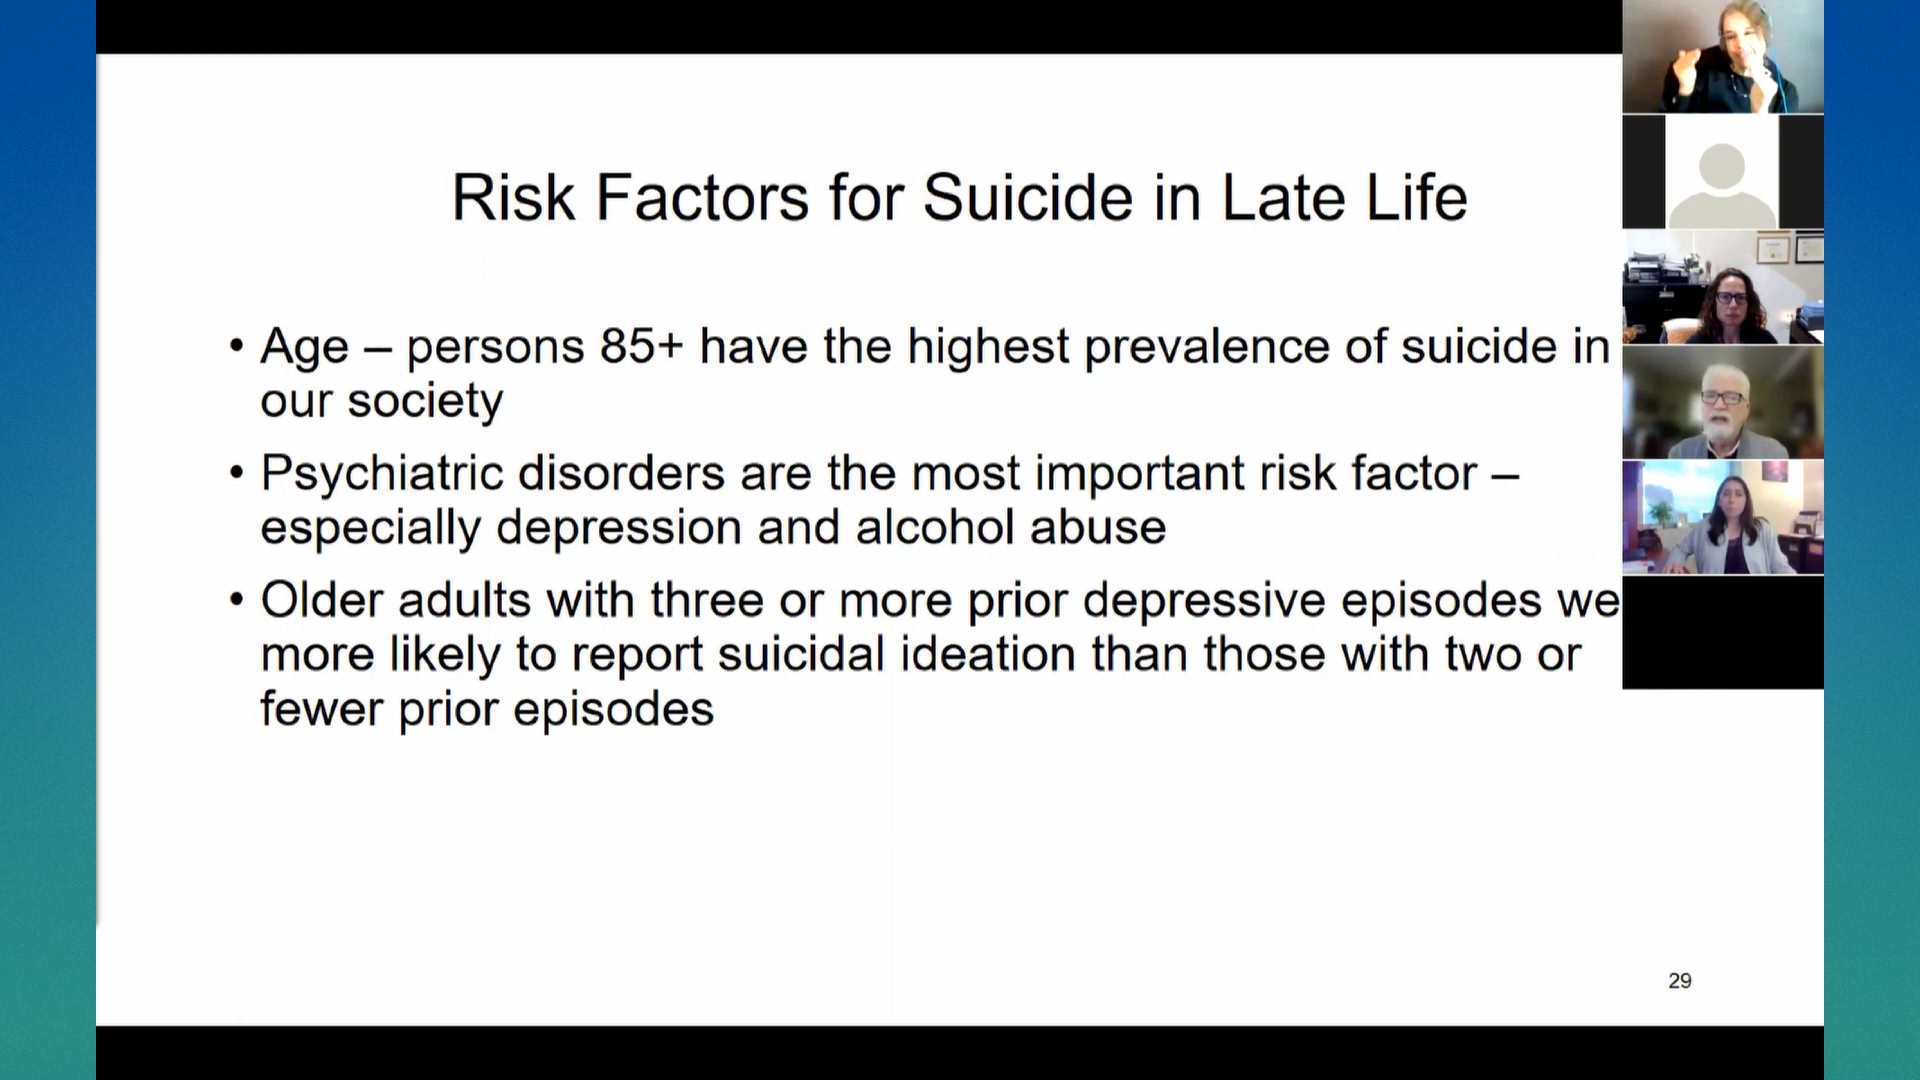 Risk Factors for Suicide in Late Life
• Age – persons 85+ have the highest prevalence of suicide in
our society
• Psychiatric disorders are the most important risk factor –
especially depression and alcohol abuse
• Older adults with three or more prior depressive episodes we
more likely to report suicidal ideation than those with two or
fewer prior episodes
29